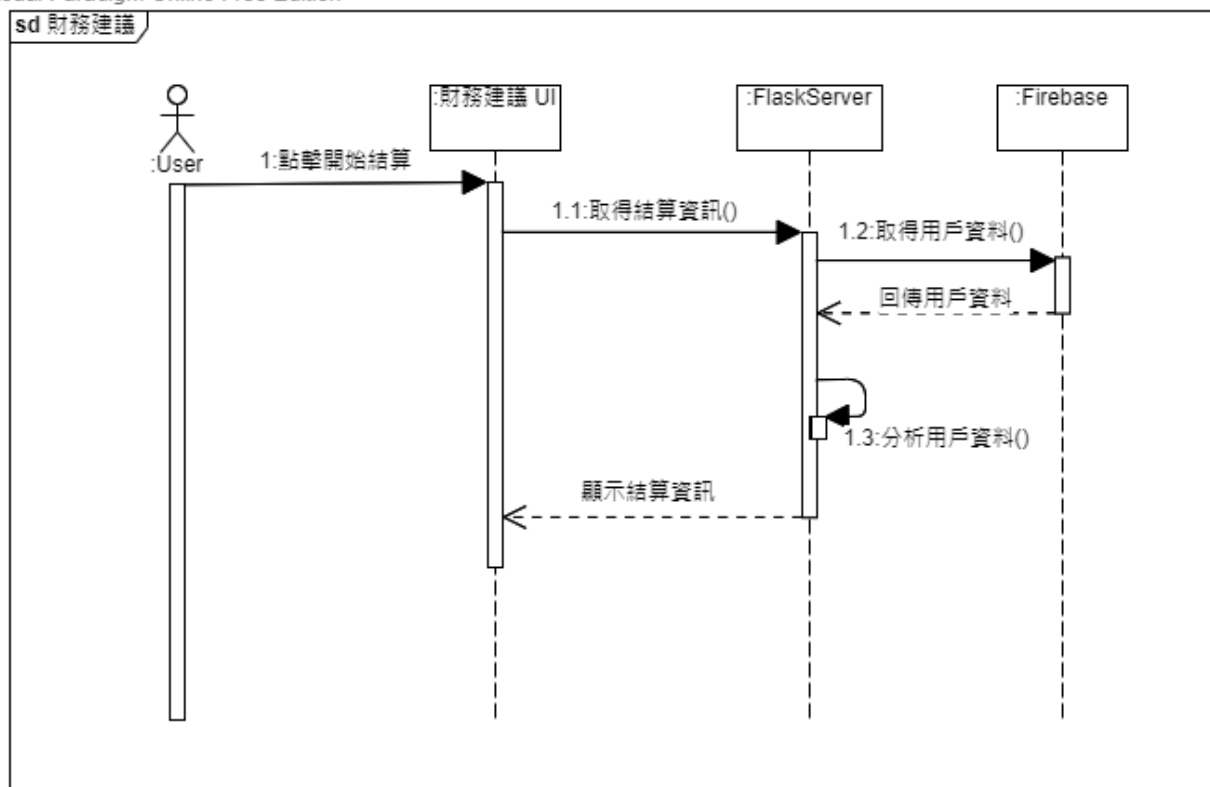 sd 財務建議
:User
:財務建議 UI
:FlaskServer
:Firebase
1:點擊開始結算
1.1:取得結算資訊()
1.2:取得用戶資料()
回傳用戶資料
1.3:分析用戶資料()
顯示結算資訊